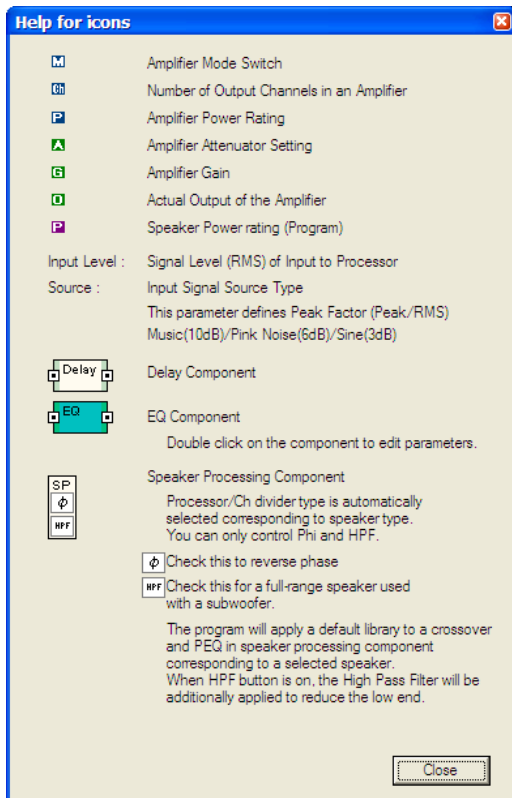 Help for icons
M Amplifier Mode Switch
Ch Number of Output Channels in an Amplifier
P Amplifier Power Rating
A Amplifier Attenuator Setting
G Amplifier Gain
O Actual Output of the Amplifier
P Speaker Power rating (Program)
Input Level : Signal Level (RMS) of Input to Processor
Source : Input Signal Source Type
This parameter defines Peak Factor (Peak/RMS)
Music(10dB)/Pink Noise(6dB)/Sine(3dB)
Delay Delay Component
EQ EQ Component
Double click on the component to edit parameters.
Speaker Processing Component
SP
ϕ
HPF
Processor/Ch divider type is automatically
selected corresponding to speaker type.
You can only control Phi and HPF.
ϕ Check this to reverse phase
HPF Check this for a full-range speaker used
with a subwoofer.
The program will apply a default library to a crossover
and PEQ in speaker processing component
corresponding to a selected speaker.
When HPF button is on, the High Pass Filter will be
additionally applied to reduce the low end.
Close